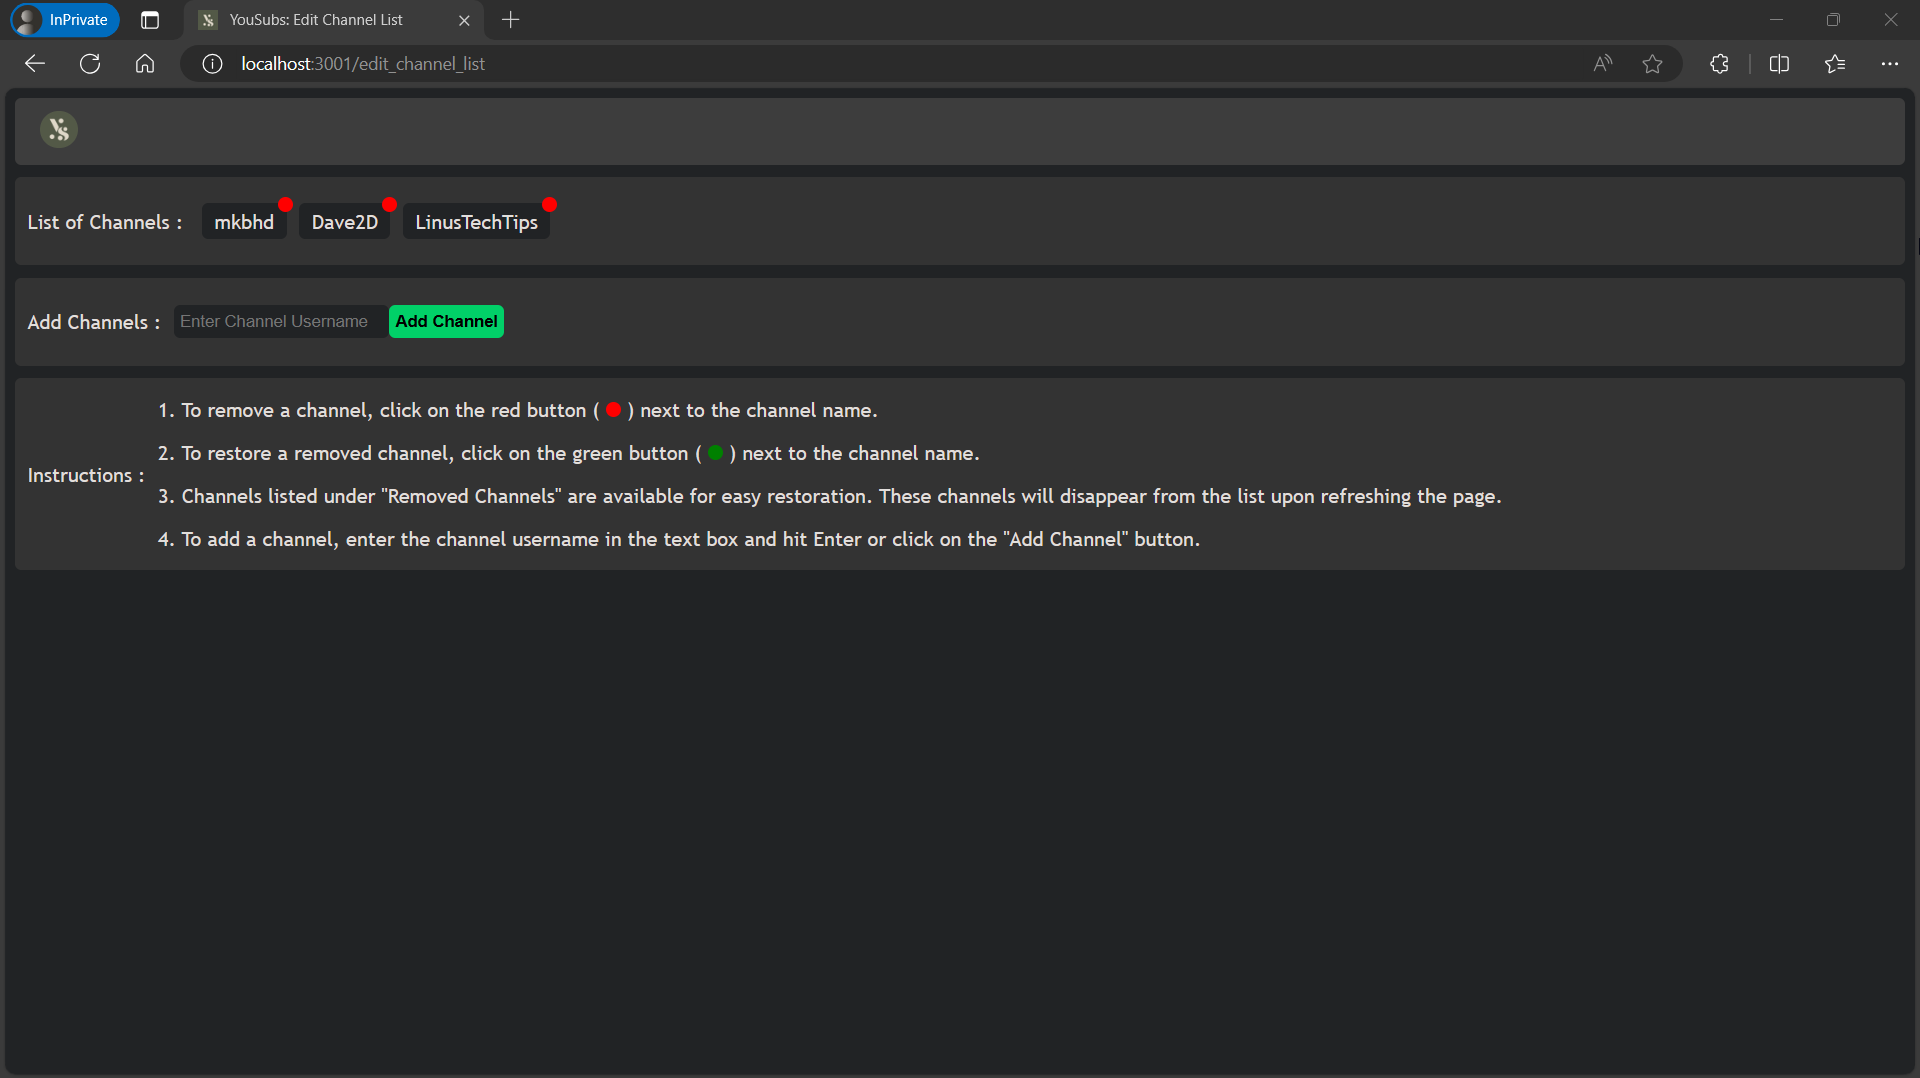 InPrivate
YouSubs: Edit Channel List
localhost:3001/edit_channel_list
List of Channels :
mkbhd
Dave2D
LinusTechTips
Add Channels :
Enter Channel Username
Add Channel
Instructions :
1. To remove a channel, click on the red button ( ) next to the channel name.
2. To restore a removed channel, click on the green button ( ) next to the channel name.
3. Channels listed under "Removed Channels" are available for easy restoration. These channels will disappear from the list upon refreshing the page.
4. To add a channel, enter the channel username in the text box and hit Enter or click on the "Add Channel" button.